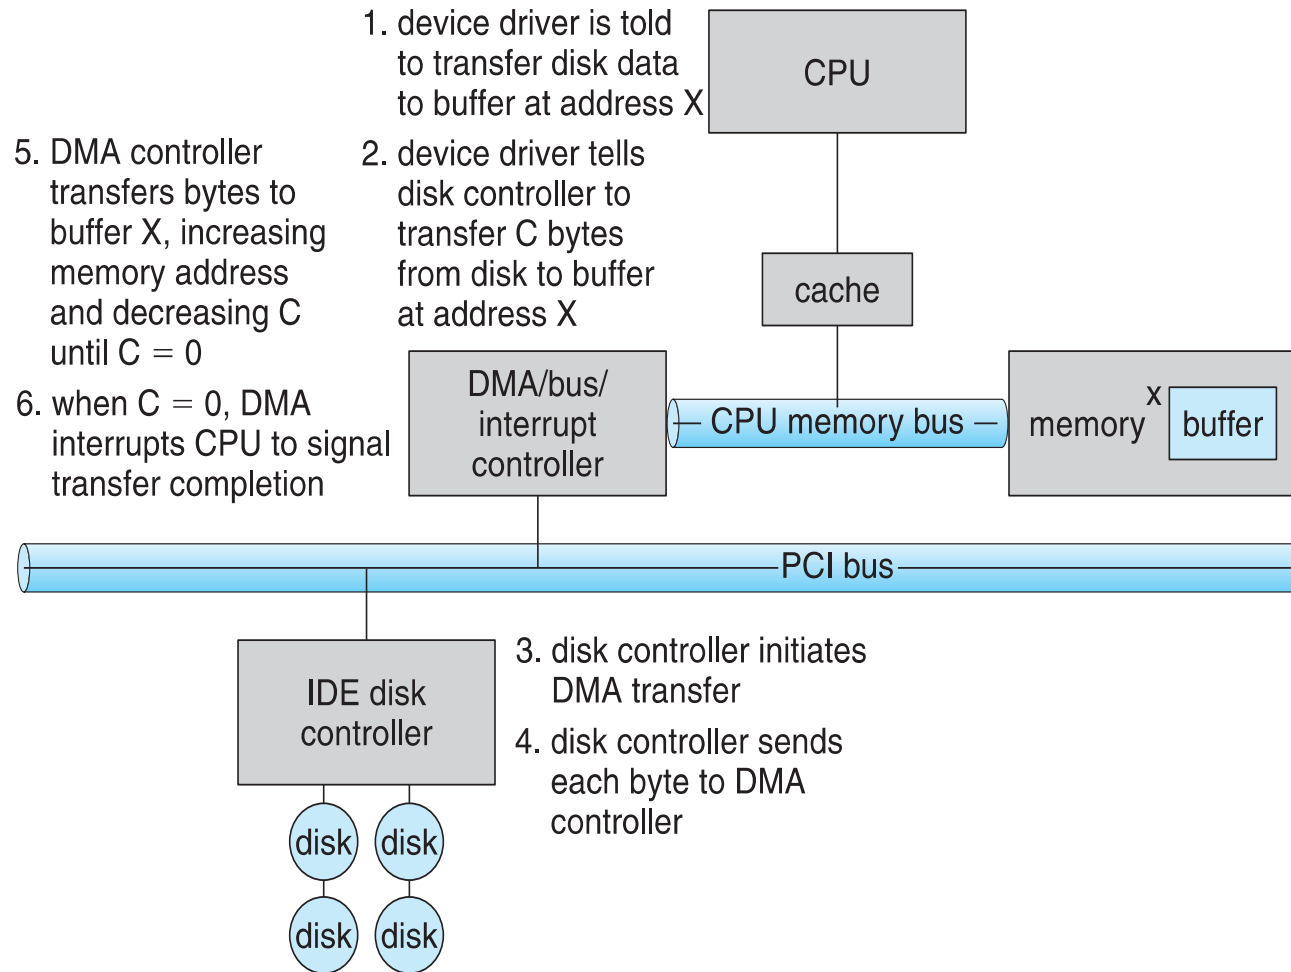 1. device driver is told
to transfer disk data
to buffer at address X
CPU
5. DMA controller
transfers bytes to
buffer X, increasing
memory address
and decreasing C
until C = 0
2. device driver tells
disk controller to
transfer C bytes
from disk to buffer
at address X
cache
6. when C = 0, DMA
interrupts CPU to signal
transfer completion
DMA/bus/
interrupt
controller
CPU memory bus
memory
x
buffer
PCI bus
IDE disk
controller
3. disk controller initiates
DMA transfer
4. disk controller sends
each byte to DMA
controller
disk
disk
disk
disk